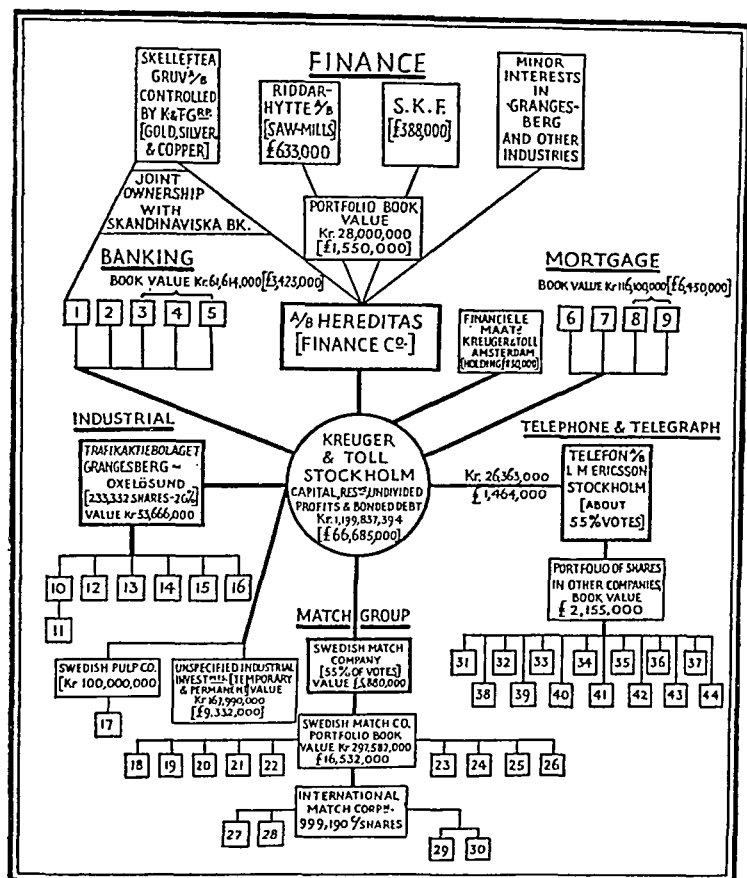 FINANCE
SKELLEFTEA
GRUV A/B
CONTROLLED
BY K&T GRP.
[GOLD, SILVER,
& COPPER]
RIDDAR-
HYTTE A/B
[SAW-MILLS]
£633,000
S.K.F.
[£388,000]
MINOR
INTERESTS
IN
GRANGES-
BERG
AND OTHER
INDUSTRIES
JOINT
OWNERSHIP
WITH
SKANDINAVISKA BK.
PORTFOLIO BOOK
VALUE
Kr. 28,000,000
[£1,550,000]
BANKING
BOOK VALUE Kr. 61,614,000 [£3,423,000]
1 2 3 4 5
A/B HEREDITAS
[FINANCE Co.]
FINANCIELE
MAATS
KREUGER & TOLL
AMSTERDAM
MORTGAGE
BOOK VALUE Kr 116,100,000 [£6,450,000]
6 7 8 9
INDUSTRIAL
TRAFIKAKTIEBOLAGET
GRANGESBERG -
OXELÖSUND
[233,332 SHARES-26%]
VALUE Kr 53,666,000
KREUGER
& TOLL
STOCKHOLM
CAPITAL, RES. UNDIVIDED
PROFITS & BONDED DEBT
Kr. 1,199,837,394
[£66,685,000]
TELEPHONE & TELEGRAPH
Kr. 26,363,000
£1,464,000
TELEFON A/B
L M ERICSSON
STOCKHOLM
[ABOUT
55% VOTES]
10 12 13 14 15 16
11
PORTFOLIO OF SHARES
IN OTHER COMPANIES,
BOOK VALUE
£2,155,000
31 32 33 34 35 36 37
38 39 40 41 42 43 44
SWEDISH PULP CO.
[Kr 100,000,000]
17
UNSPECIFIED INDUSTRIAL
INVESTMTS. [TEMPORARY
& PERMANENT] VALUE
Kr 167,990,000
[£9,332,000]
MATCH GROUP
SWEDISH MATCH
COMPANY
[55% OF VOTES]
VALUE £5,880,000
SWEDISH MATCH CO.
PORTFOLIO BOOK
VALUE Kr 297,582,000
£16,532,000
18 19 20 21 22
23 24 25 26
INTERNATIONAL
MATCH CORPN.
999,190 C/SHARES
27 28
29 30